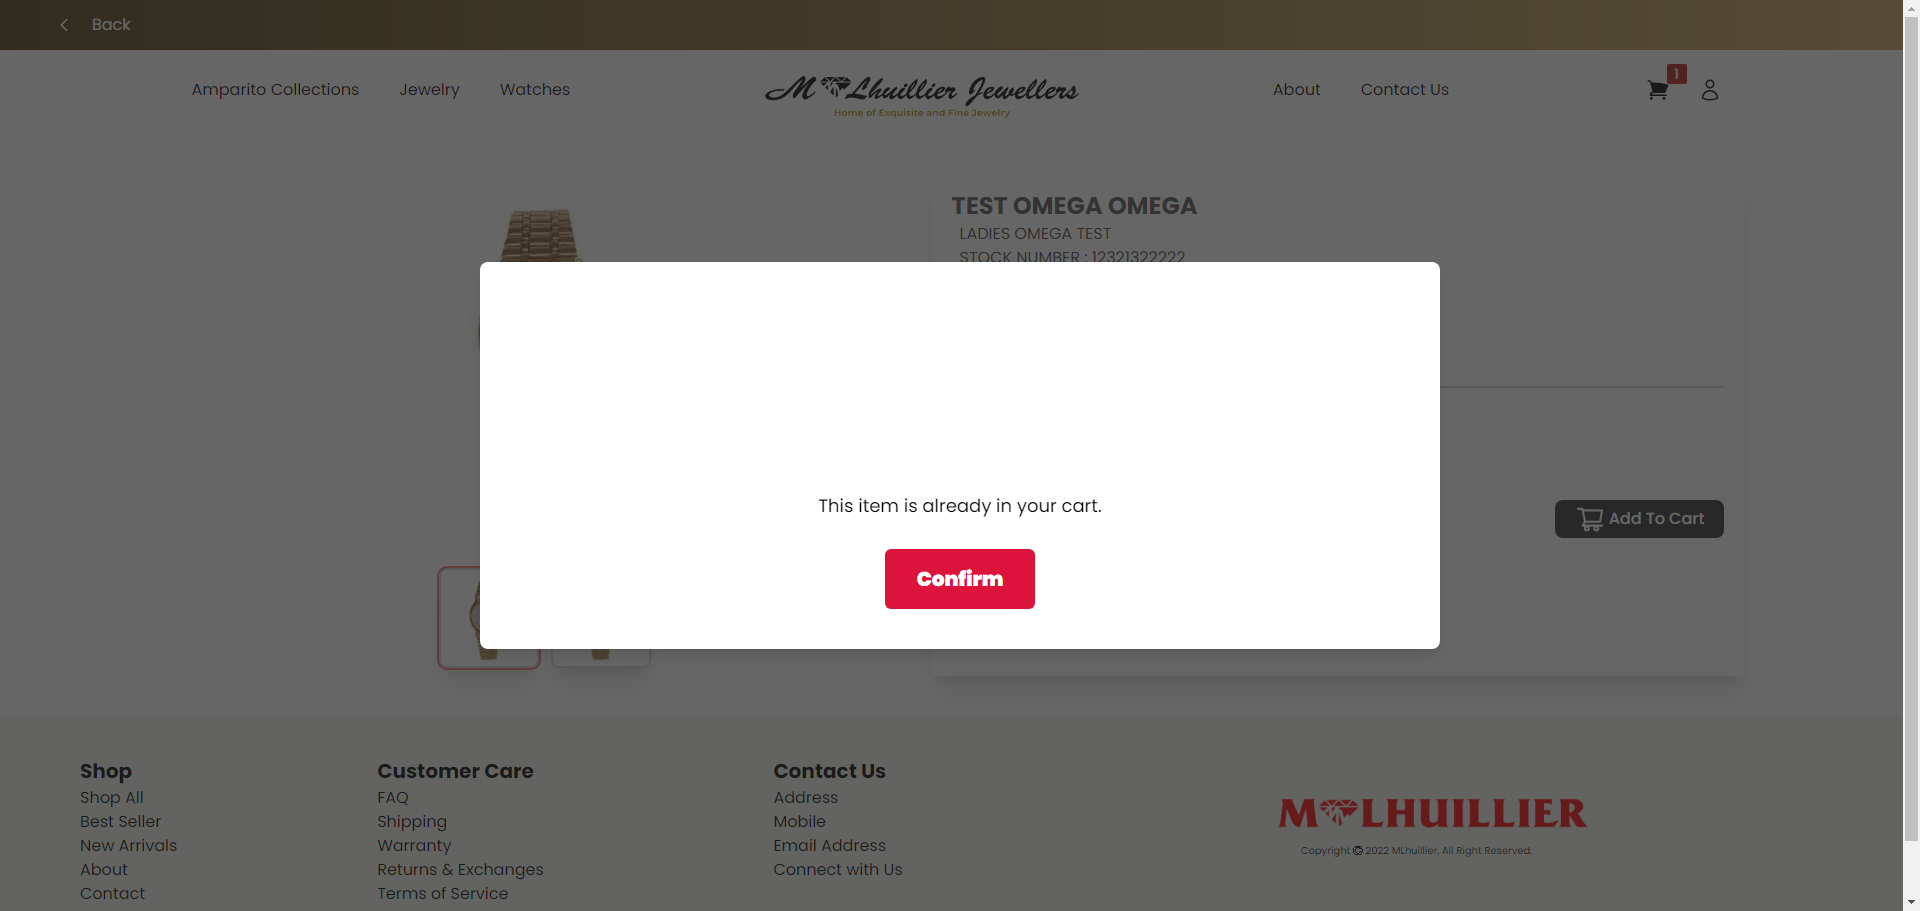 Back
Amparito Collections
Jewelry
Watches
M Lhuillier Jewellers
Home of Exquisite and Fine Jewelry
About
Contact Us
1
TEST OMEGA OMEGA
LADIES OMEGA TEST
STOCK NUMBER : 12321322222
This item is already in your cart.
Confirm
Add To Cart
Shop
Shop All
Best Seller
New Arrivals
About
Contact
Customer Care
FAQ
Shipping
Warranty
Returns & Exchanges
Terms of Service
Contact Us
Address
Mobile
Email Address
Connect with Us
M LHUILLIER
Copyright © 2022 MLhuillier, All Right Reserved.